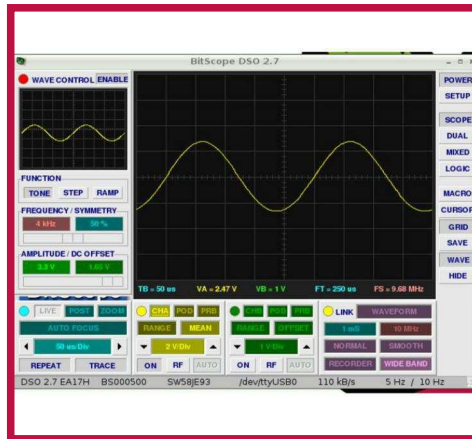 BitScope DSO 2.7
WAVE CONTROL ENABLE
FUNCTION
TONE STEP RAMP
FREQUENCY / SYMMETRY
4 kHz 50 %
AMPLITUDE / DC OFFSET
3.3 V 1.65 V
TB = 50 us VA = 2.47 V VB = 1 V FT = 250 us FS = 9.68 MHz
POWER
SETUP
SCOPE
DUAL
MIXED
LOGIC
MACRO
CURSOR
GRID
SAVE
WAVE
HIDE
LIVE POST ZOOM
AUTO FOCUS
50 us/Div
REPEAT TRACE
CHA POD PRB
RANGE MEAN
2 V/Div
ON RF AUTO
CHB POD PRB
RANGE OFFSET
1 V/Div
ON RF AUTO
LINK WAVEFORM
1 mS 10 MHz
NORMAL SMOOTH
RECORDER WIDE BAND
DSO 2.7 EA17H BS000500 SW58JE93 /dev/ttyUSB0 110 kB/s 5 Hz / 10 Hz